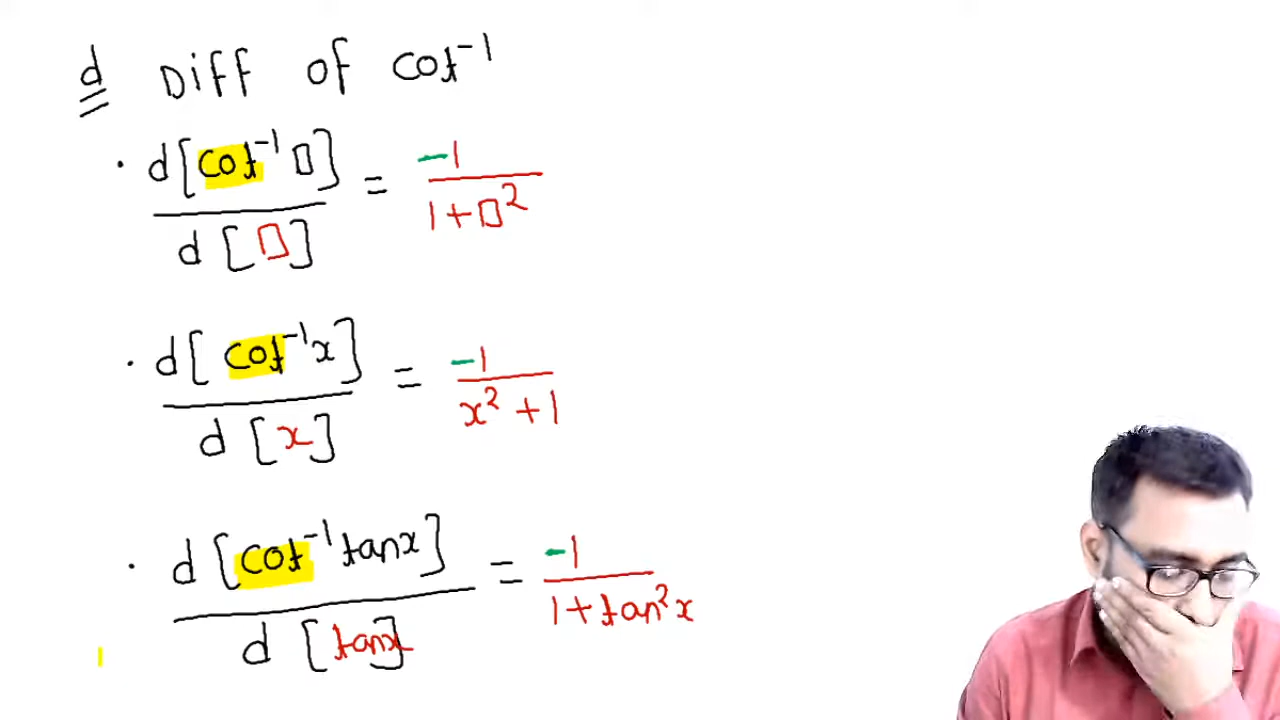 d Diff of cot⁻¹
· d[cot⁻¹ □] / d[□] = -1 / 1+□²
· d[cot⁻¹x] / d[x] = -1 / x²+1
· d[cot⁻¹tanx] / d[tanx] = -1 / 1+tan²x